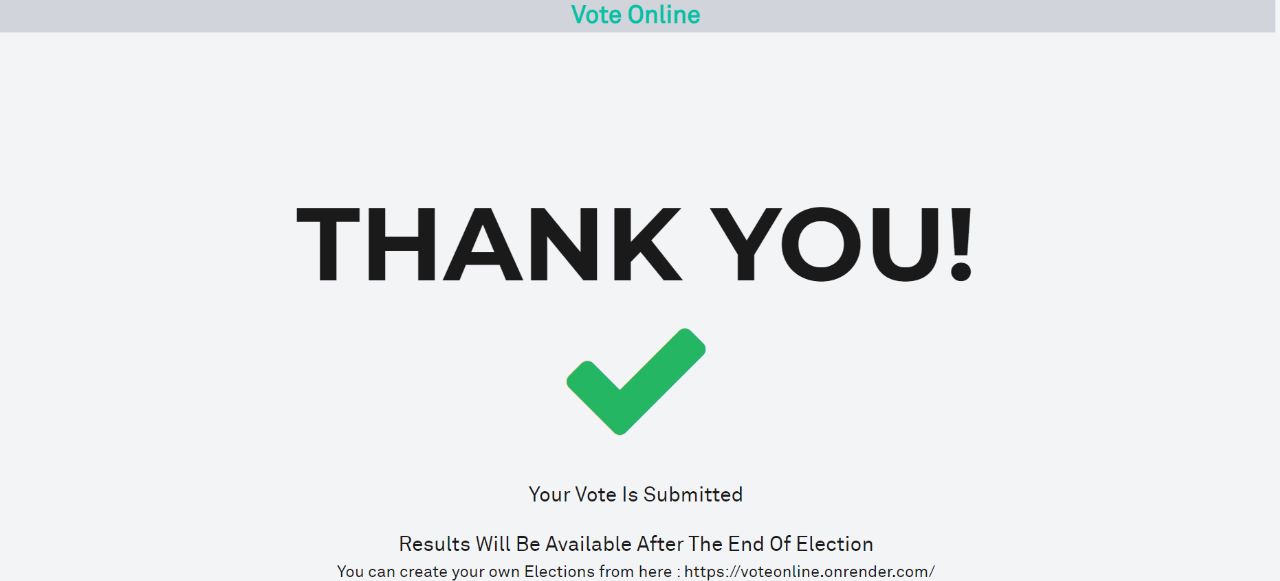 Vote Online
THANK YOU!
Your Vote Is Submitted
Results Will Be Available After The End Of Election
You can create your own Elections from here : https://voteonline.onrender.com/